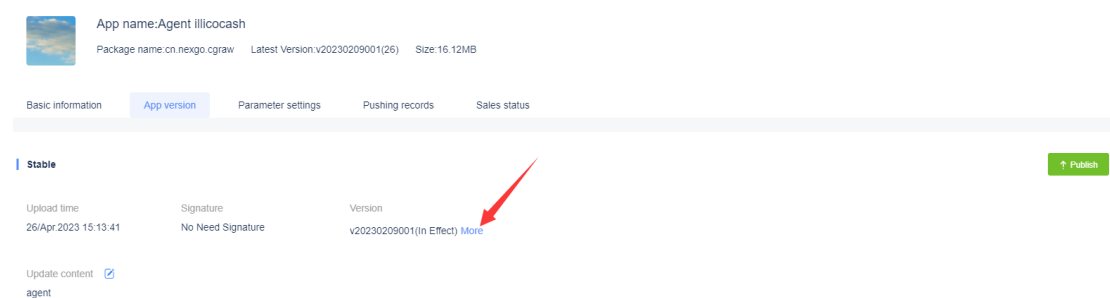 App name:Agent illicocash
Package name:cn.nexgo.cgraw Latest Version:v20230209001(26) Size:16.12MB
Basic information App version Parameter settings Pushing records Sales status
Stable
↑ Publish
Upload time Signature Version
26/Apr.2023 15:13:41 No Need Signature v20230209001(In Effect) More
Update content
agent